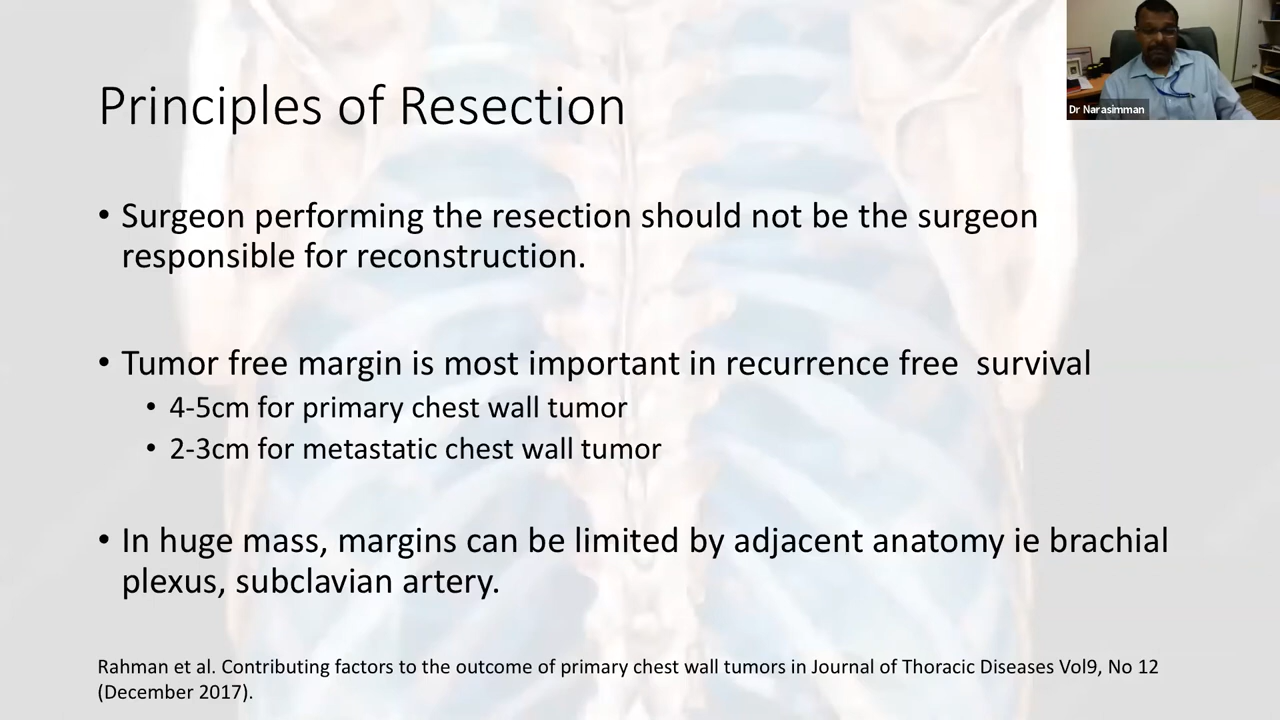 Principles of Resection
Dr Narasimman
• Surgeon performing the resection should not be the surgeon
responsible for reconstruction.
• Tumor free margin is most important in recurrence free  survival
• 4-5cm for primary chest wall tumor
• 2-3cm for metastatic chest wall tumor
• In huge mass, margins can be limited by adjacent anatomy ie brachial
plexus, subclavian artery.
Rahman et al. Contributing factors to the outcome of primary chest wall tumors in Journal of Thoracic Diseases Vol9, No 12
(December 2017).